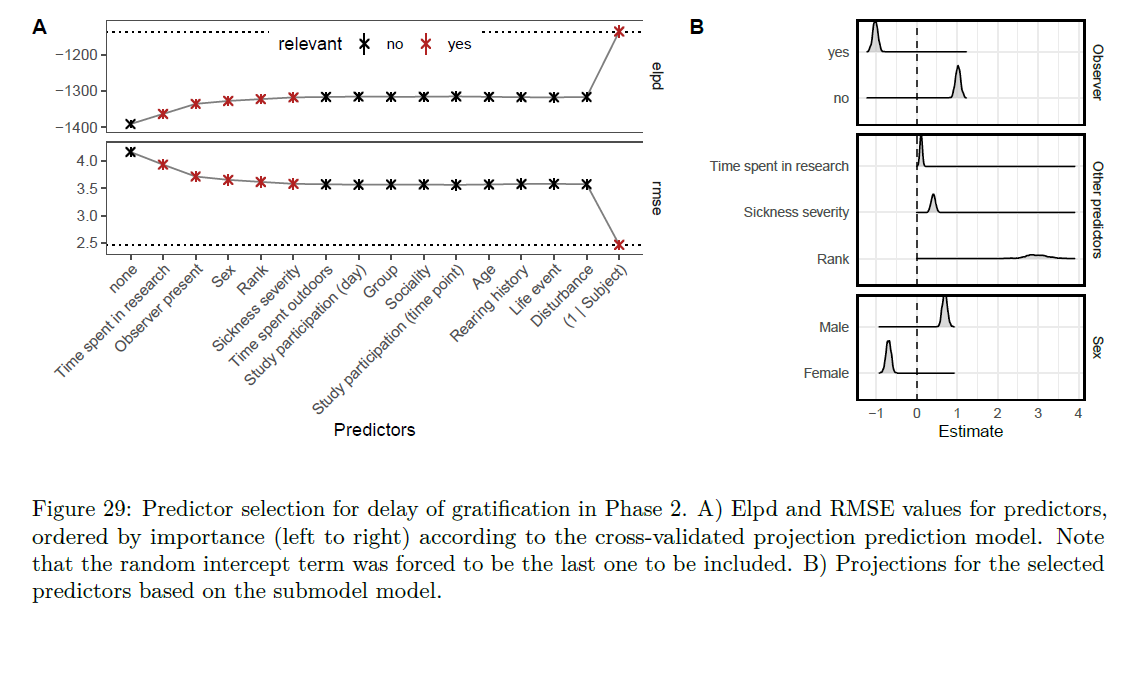 A
relevant no yes
−1200
−1300
−1400
elpd
4.0
3.5
3.0
2.5
rmse
none
Time spent in research
Observer present
Sex
Rank
Sickness severity
Time spent outdoors
Study participation (day)
Group
Sociality
Study participation (time point)
Age
Rearing history
Life event
Disturbance
(1 | Subject)
Predictors
B
yes
no
Observer
Time spent in research
Sickness severity
Rank
Other predictors
Male
Female
Sex
−1 0 1 2 3 4
Estimate
Figure 29: Predictor selection for delay of gratification in Phase 2. A) Elpd and RMSE values for predictors,
ordered by importance (left to right) according to the cross-validated projection prediction model. Note
that the random intercept term was forced to be the last one to be included. B) Projections for the selected
predictors based on the submodel model.